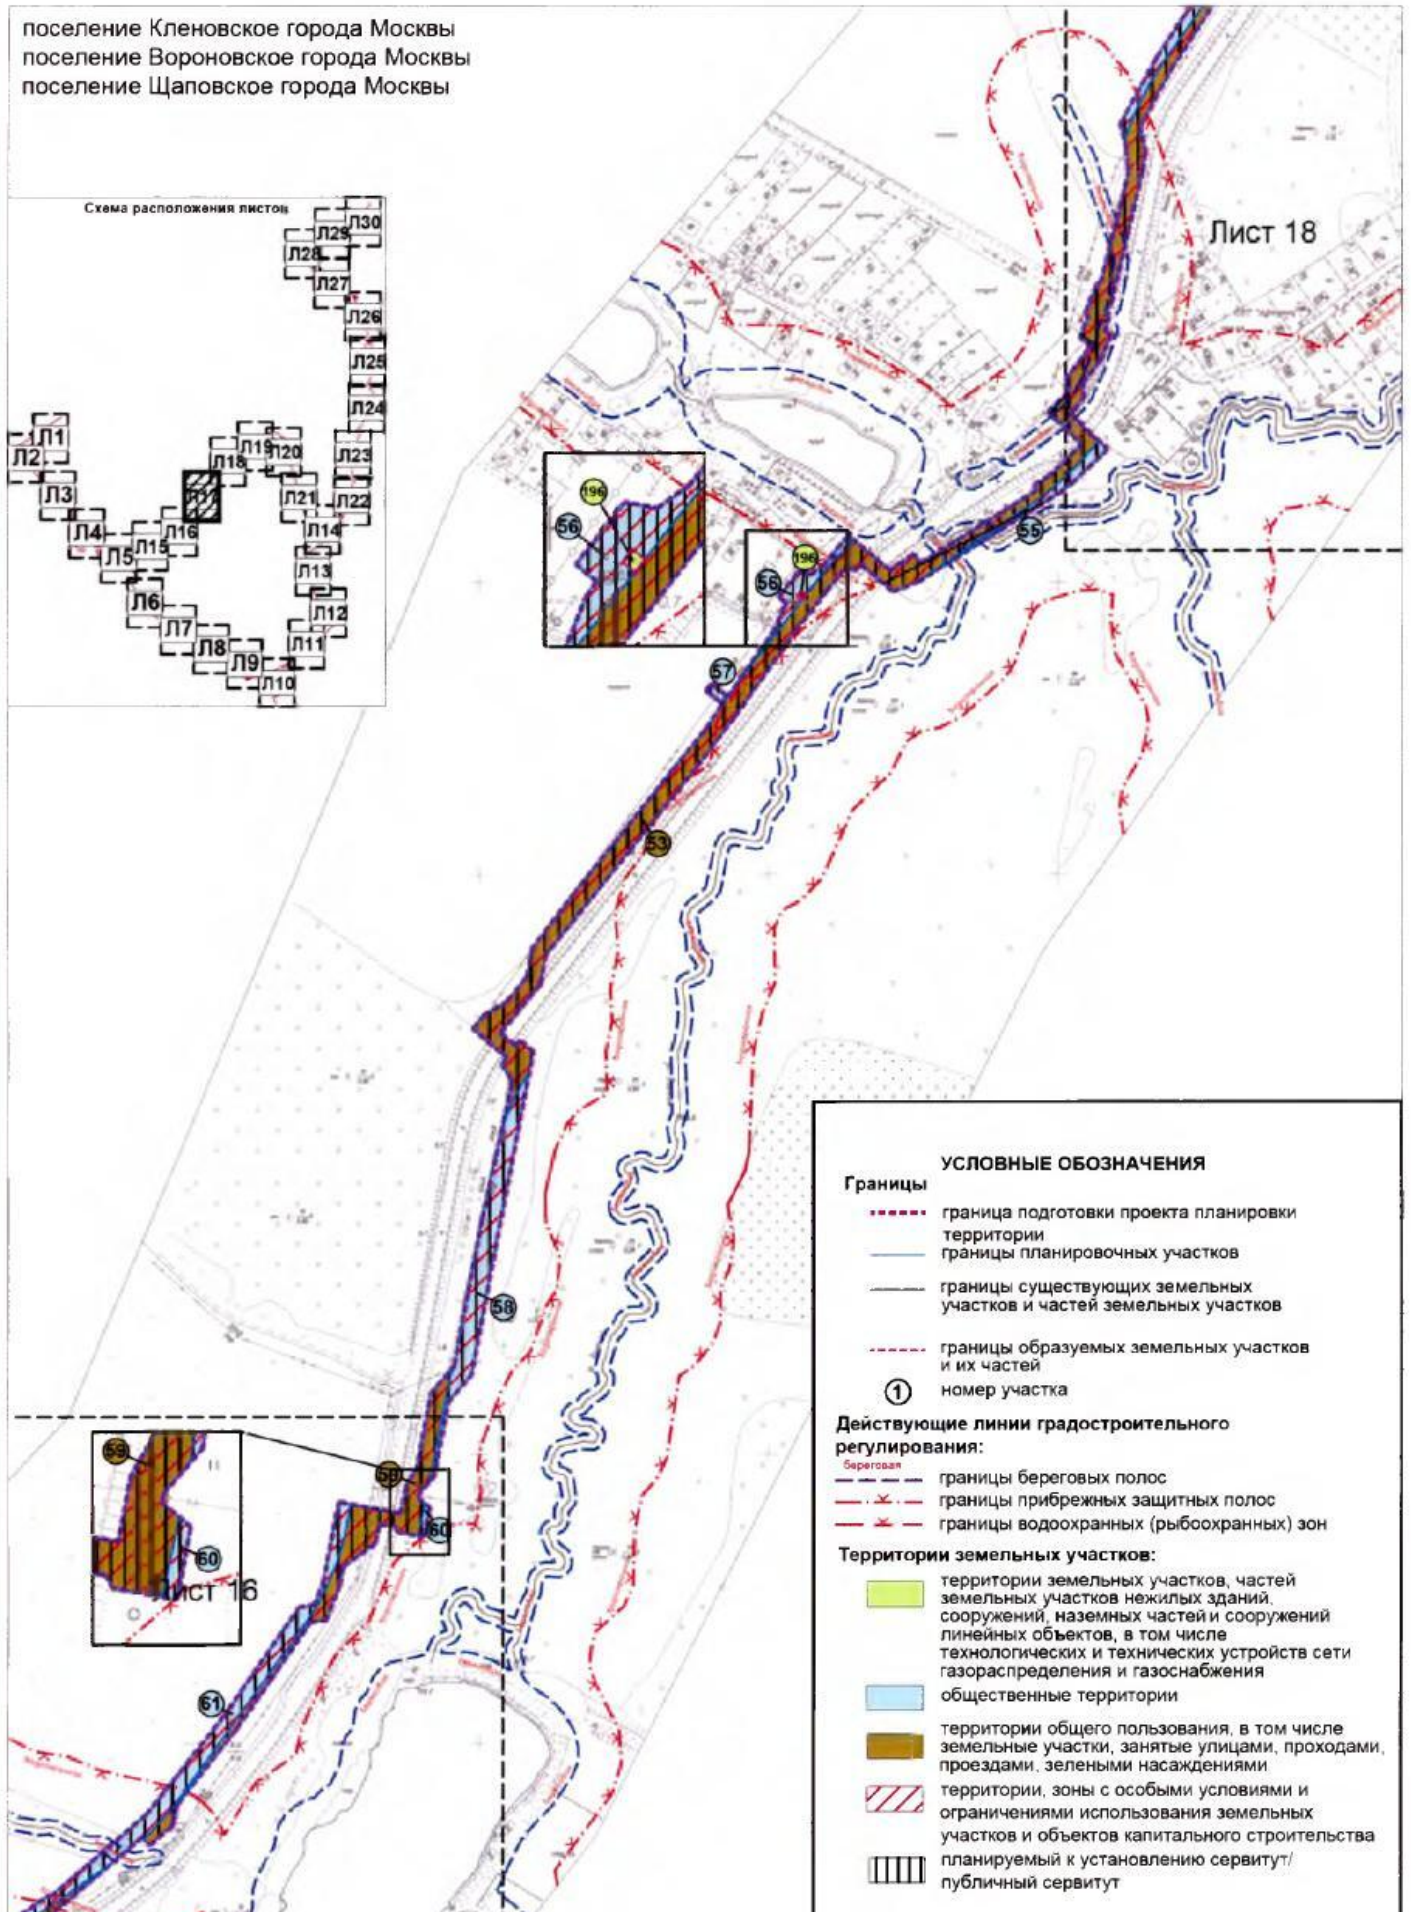 поселение Кленовское города Москвы
поселение Вороновское города Москвы
поселение Щаповское города Москвы
Схема расположения листов
Л30
Л29
Л28
Л27
Л26
Л25
Л24
Л1
Л2
Л19
Л20
Л23
Л18
Л3
Л17
Л21
Л22
Л4
Л16
Л14
Л15
Л5
Л13
Л6
Л12
Л7
Л11
Л8
Л9
Л10
Лист 18
196
56
55
196
56
57
53
58
59
59
60
60
Лист 16
61
УСЛОВНЫЕ ОБОЗНАЧЕНИЯ
Границы
граница подготовки проекта планировки
территории
границы планировочных участков
границы существующих земельных
участков и частей земельных участков
границы образуемых земельных участков
и их частей
1 номер участка
Действующие линии градостроительного
регулирования:
береговая
границы береговых полос
границы прибрежных защитных полос
границы водоохранных (рыбоохранных) зон
Территории земельных участков:
территории земельных участков, частей
земельных участков нежилых зданий,
сооружений, наземных частей и сооружений
линейных объектов, в том числе
технологических и технических устройств сети
газораспределения и газоснабжения
общественные территории
территории общего пользования, в том числе
земельные участки, занятые улицами, проходами,
проездами, зелеными насаждениями
территории, зоны с особыми условиями и
ограничениями использования земельных
участков и объектов капитального строительства
планируемый к установлению сервитут/
публичный сервитут